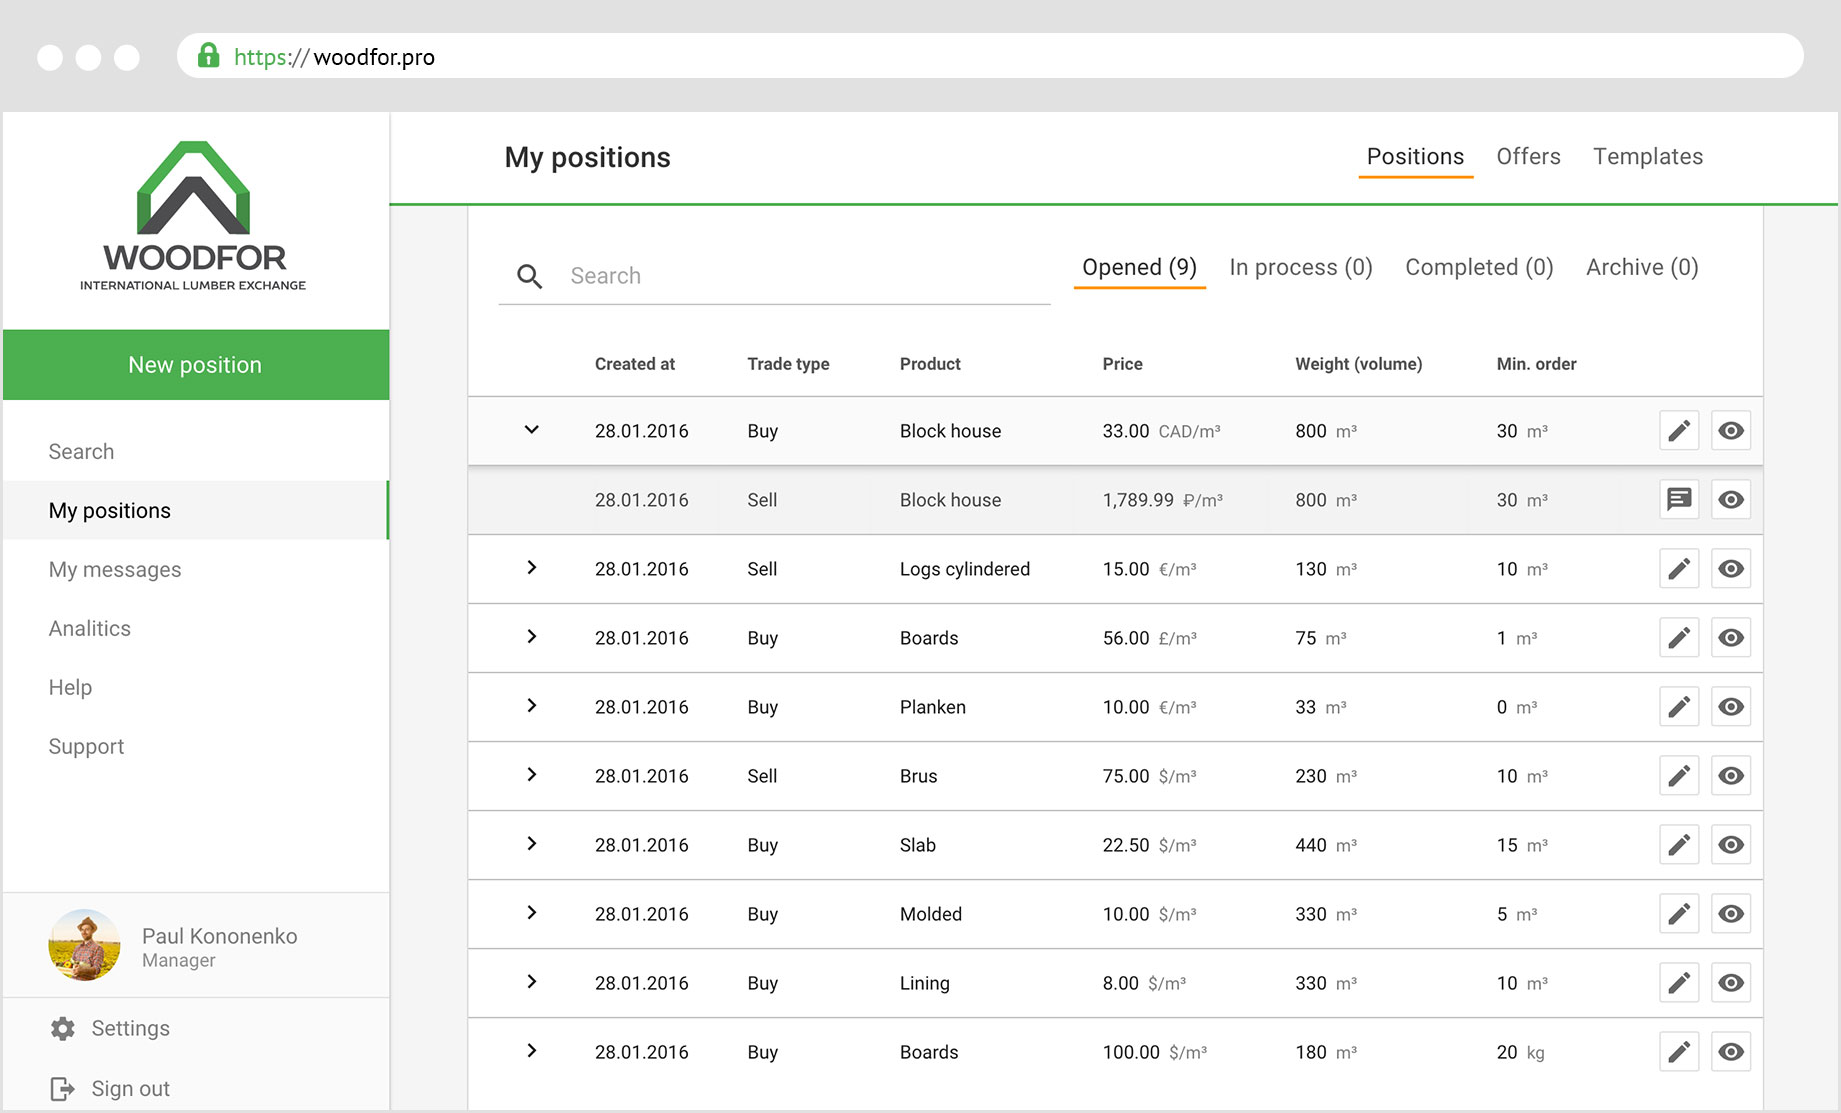 https://woodfor.pro
WOODFOR
INTERNATIONAL LUMBER EXCHANGE
New position
Search
My positions
My messages
Analitics
Help
Support
Paul Kononenko
Manager
Settings
Sign out
My positions
Positions Offers Templates
Search
Opened (9) In process (0) Completed (0) Archive (0)
Created at Trade type Product Price Weight (volume) Min. order
28.01.2016 Buy Block house 33.00 CAD/m³ 800 m³ 30 m³
28.01.2016 Sell Block house 1,789.99 ₽/m³ 800 m³ 30 m³
28.01.2016 Sell Logs cylindered 15.00 €/m³ 130 m³ 10 m³
28.01.2016 Buy Boards 56.00 £/m³ 75 m³ 1 m³
28.01.2016 Buy Planken 10.00 €/m³ 33 m³ 0 m³
28.01.2016 Sell Brus 75.00 $/m³ 230 m³ 10 m³
28.01.2016 Buy Slab 22.50 $/m³ 440 m³ 15 m³
28.01.2016 Buy Molded 10.00 $/m³ 330 m³ 5 m³
28.01.2016 Buy Lining 8.00 $/m³ 330 m³ 10 m³
28.01.2016 Buy Boards 100.00 $/m³ 180 m³ 20 kg